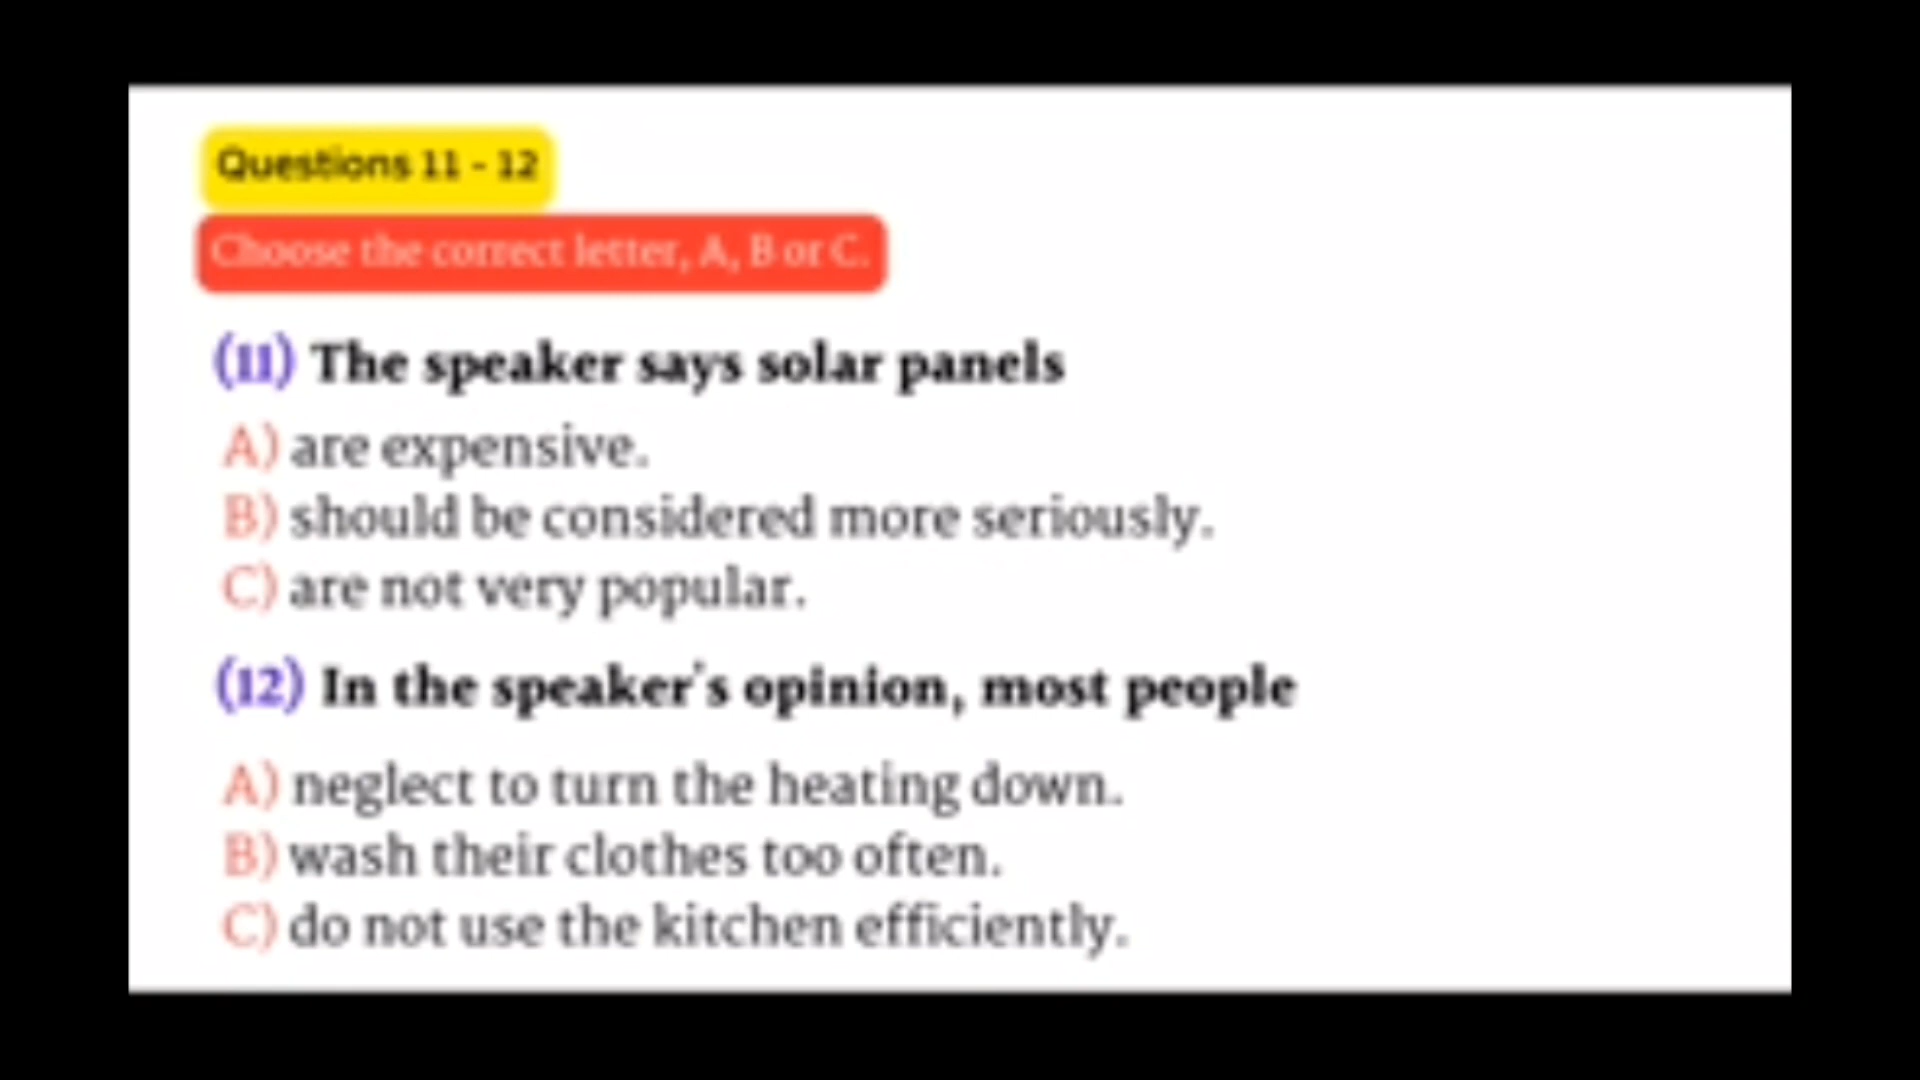 Questions 11 - 12
Choose the correct letter, A, B or C.
(11) The speaker says solar panels
A) are expensive.
B) should be considered more seriously.
C) are not very popular.
(12) In the speaker's opinion, most people
A) neglect to turn the heating down.
B) wash their clothes too often.
C) do not use the kitchen efficiently.